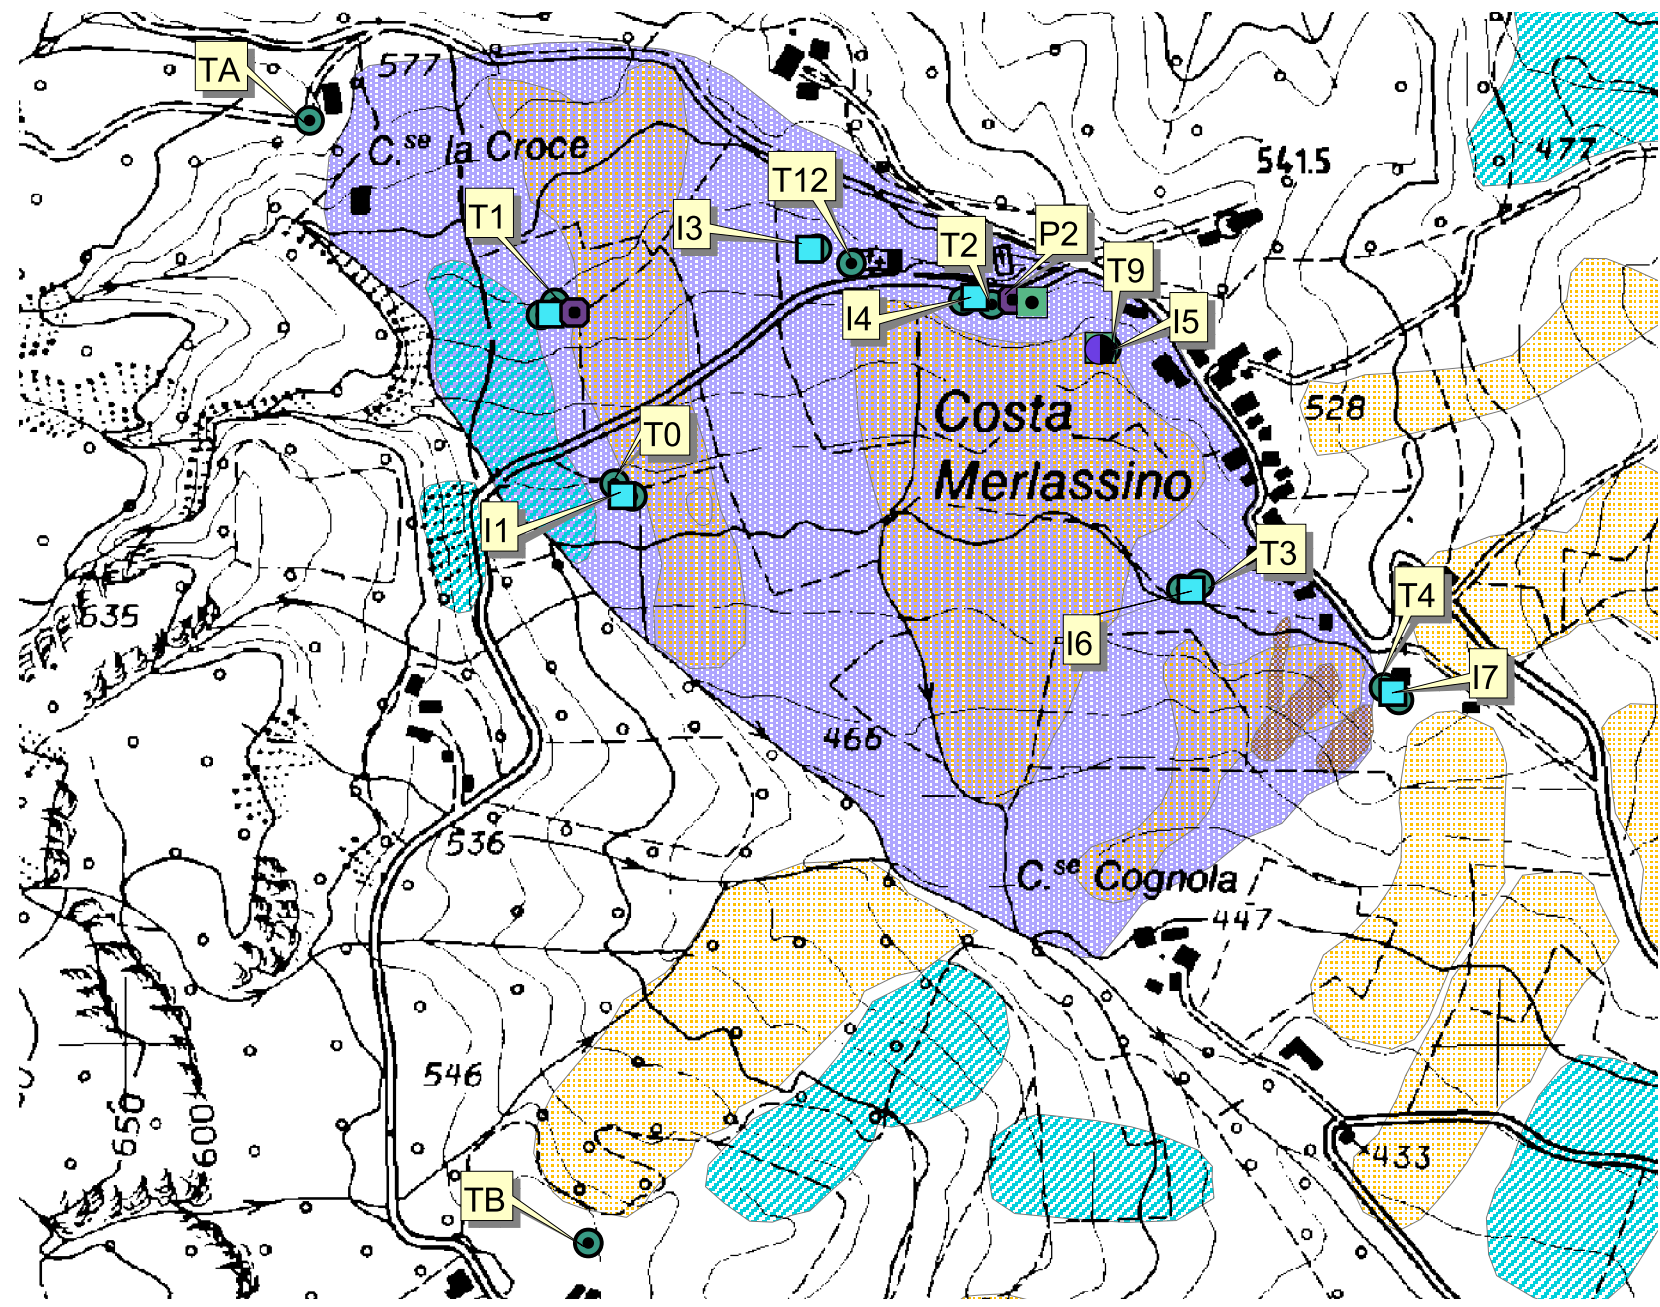 577
TA
C.se la Croce
477
541.5
T12
T1
I3
T2
P2
T9
I4
I5
528
Costa
T0
Merlassino
I1
T3
T4
635
I6
I7
466
536
C.se Cognola
447
546
650
600
433
TB